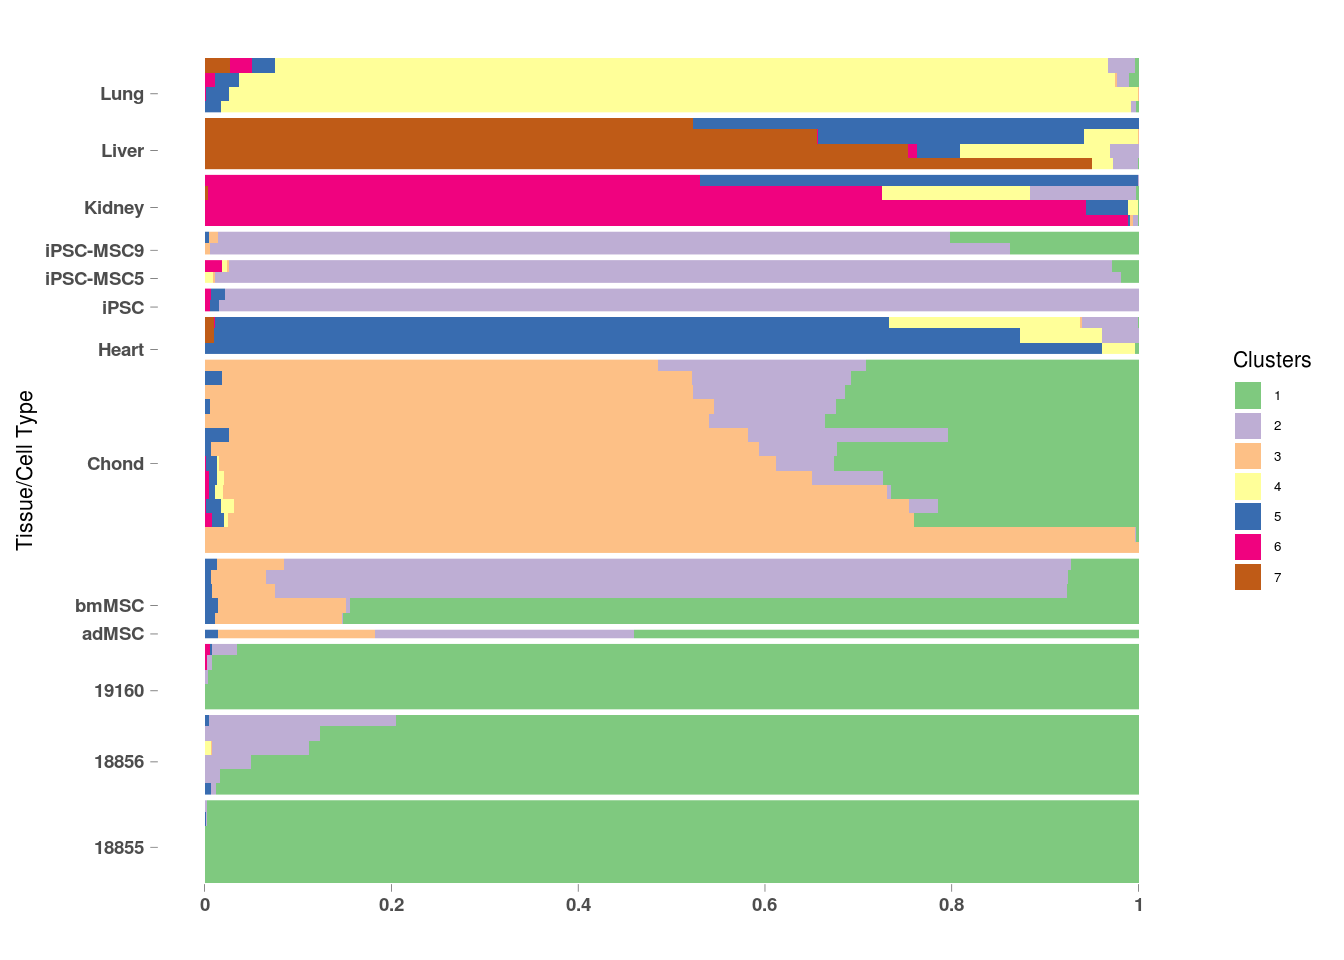 Tissue/Cell Type
Lung
Liver
Kidney
iPSC-MSC9
iPSC-MSC5
iPSC
Heart
Chond
bmMSC
adMSC
19160
18856
18855
0 0.2 0.4 0.6 0.8 1
Clusters
1
2
3
4
5
6
7